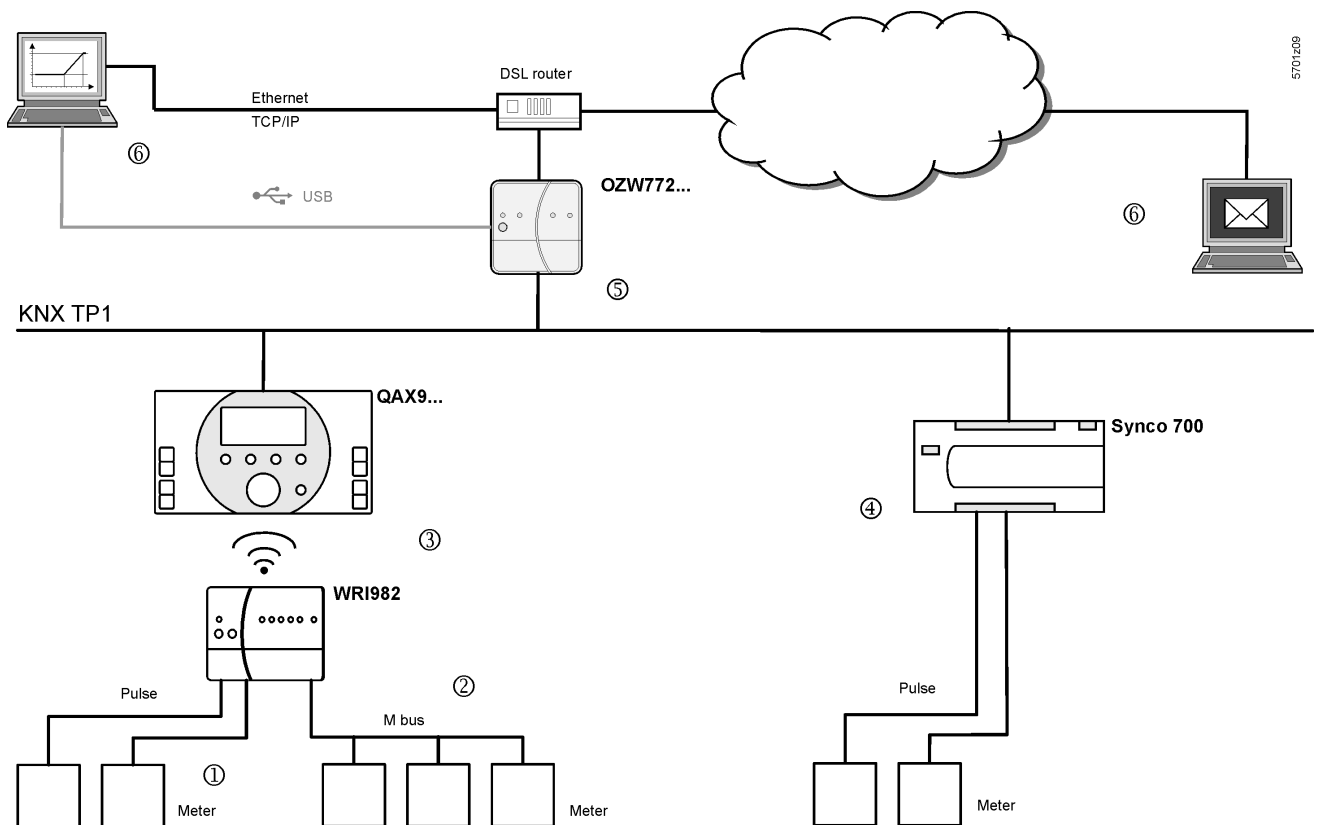 5701z09
DSL router
Ethernet
TCP/IP
⑥
OZW772...
USB
⑥
⑤
KNX TP1
QAX9...
Synco 700
④
③
WRI982
②
Pulse
Pulse
M bus
①
Meter
Meter
Meter